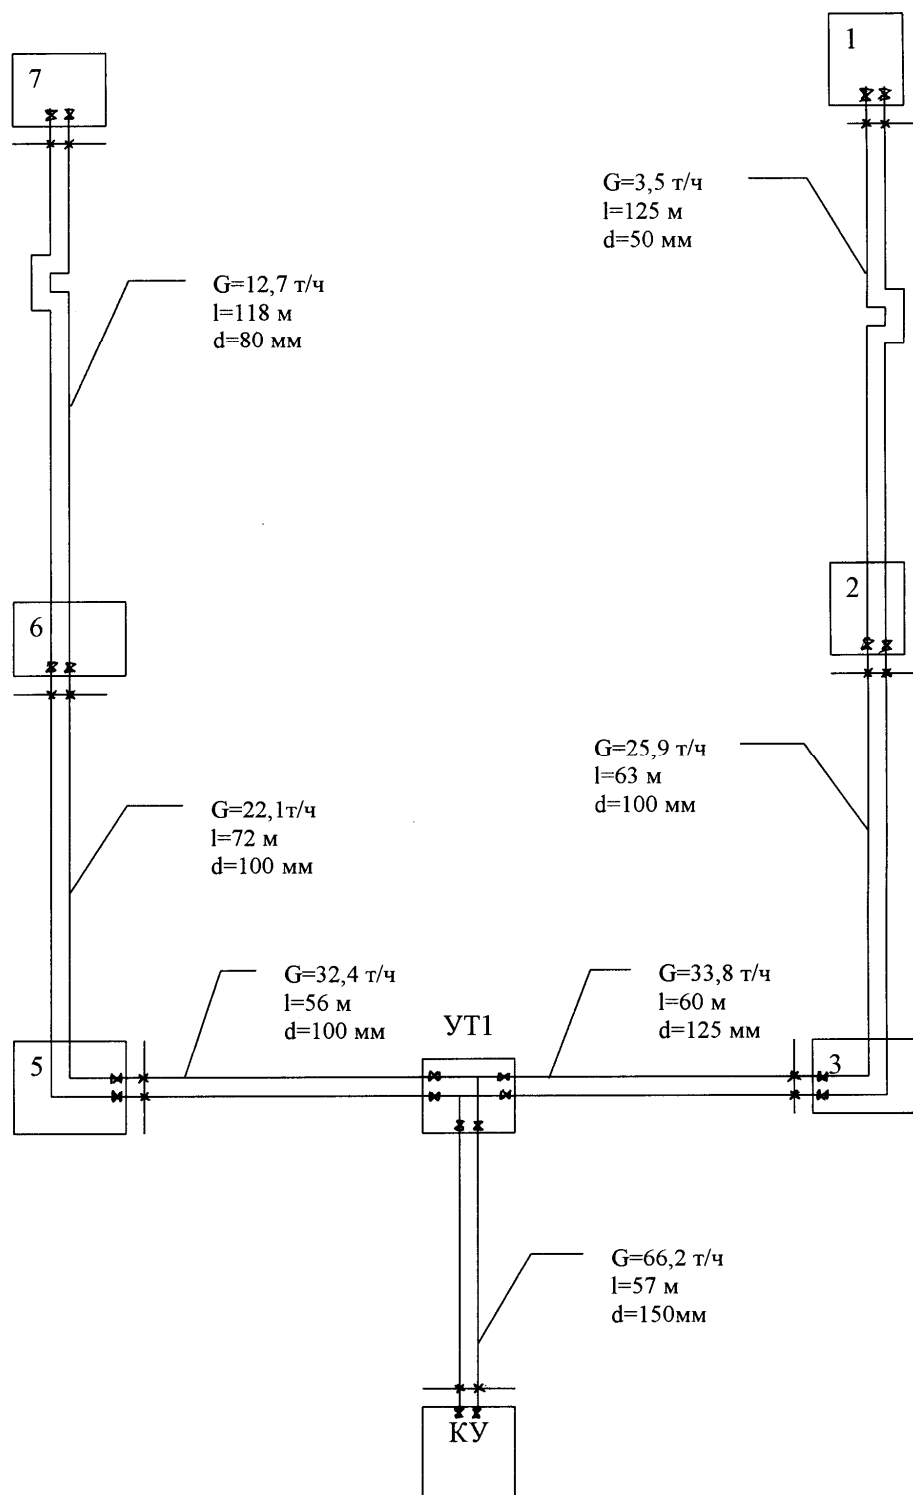 1
7
G=3,5 т/ч
l=125 м
d=50 мм
G=12,7 т/ч
l=118 м
d=80 мм
2
6
G=25,9 т/ч
l=63 м
d=100 мм
G=22,1т/ч
l=72 м
d=100 мм
G=32,4 т/ч
l=56 м
d=100 мм
G=33,8 т/ч
l=60 м
d=125 мм
УТ1
5
3
G=66,2 т/ч
l=57 м
d=150мм
КУ